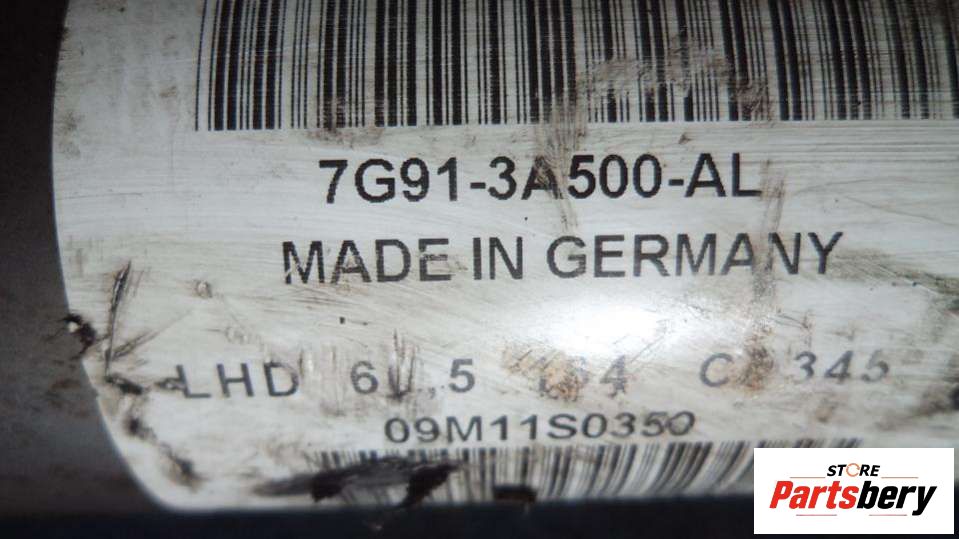 7G91-3A500-AL
MADE IN GERMANY
LHD
09M11S0350
STORE
Partsbery